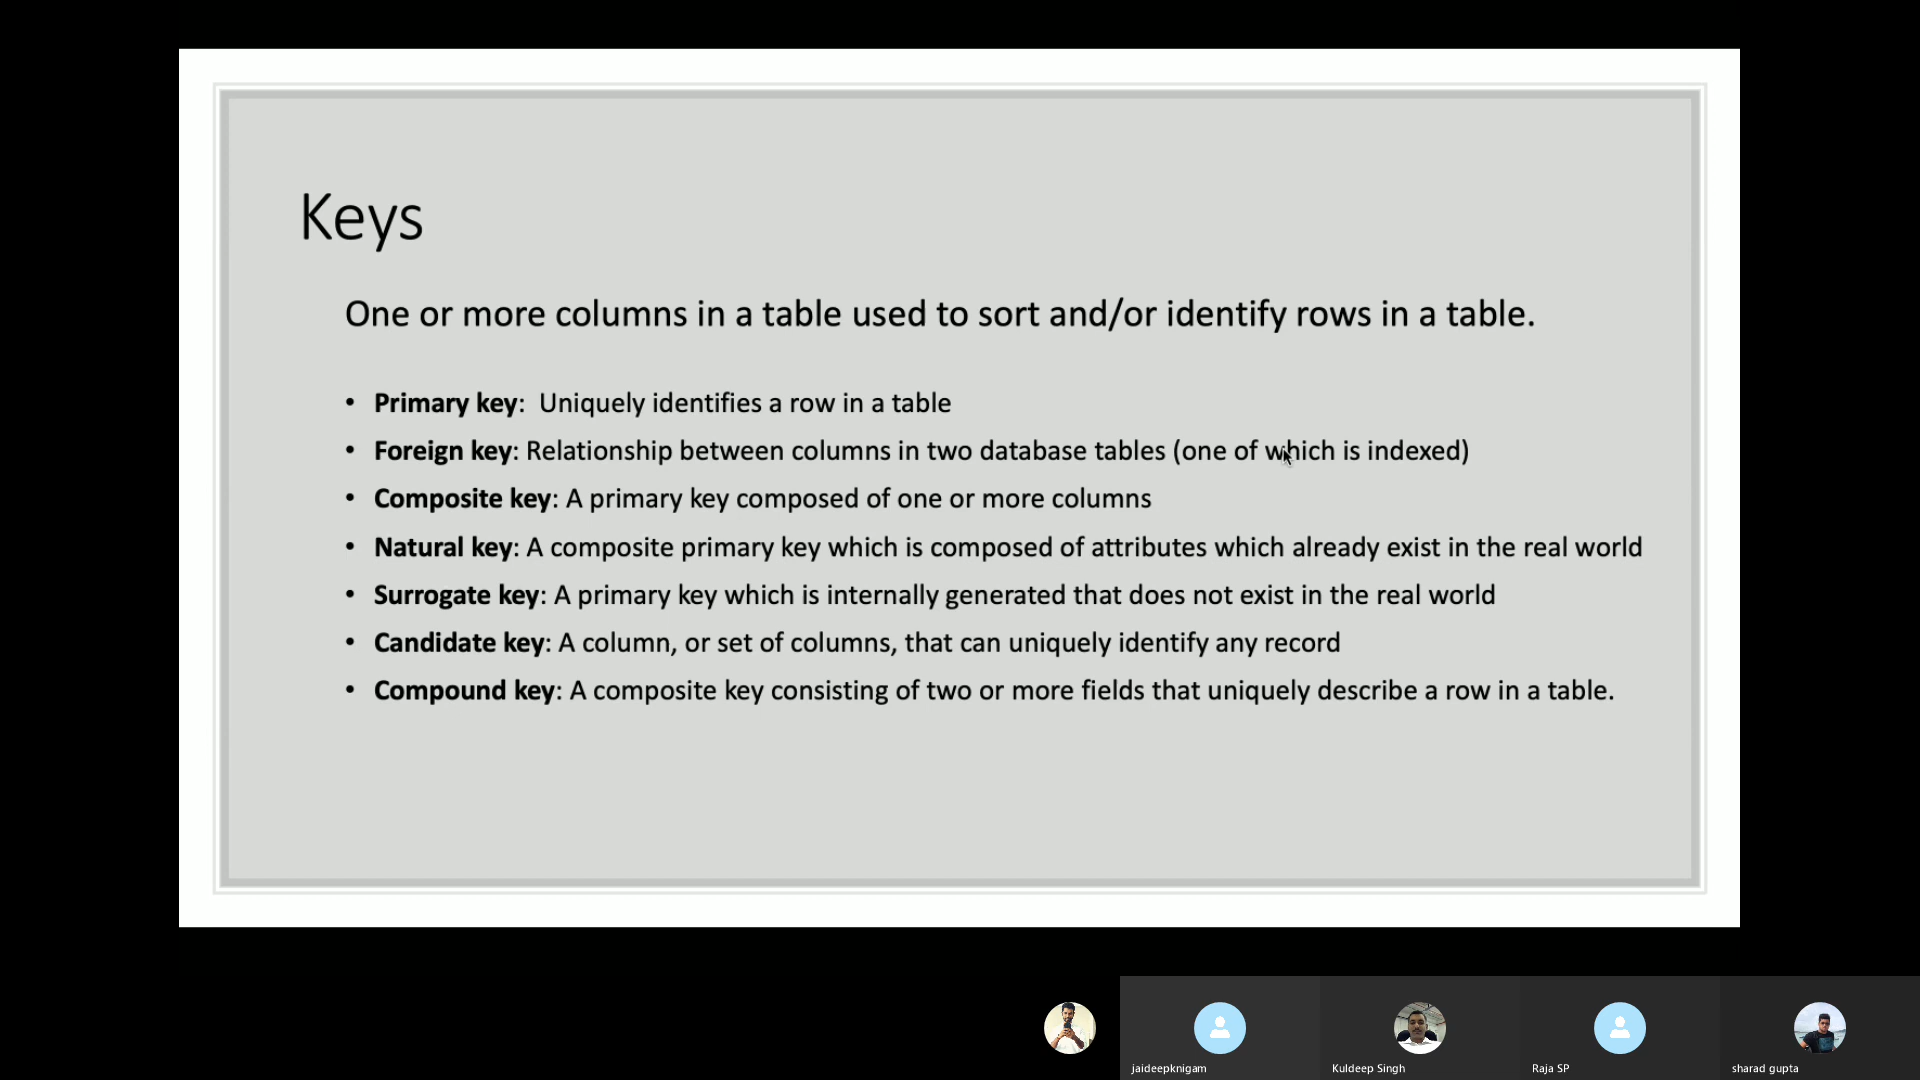 Keys
One or more columns in a table used to sort and/or identify rows in a table.
• Primary key:  Uniquely identifies a row in a table
• Foreign key: Relationship between columns in two database tables (one of which is indexed)
• Composite key: A primary key composed of one or more columns
• Natural key: A composite primary key which is composed of attributes which already exist in the real world
• Surrogate key: A primary key which is internally generated that does not exist in the real world
• Candidate key: A column, or set of columns, that can uniquely identify any record
• Compound key: A composite key consisting of two or more fields that uniquely describe a row in a table.
jaideepknigam
Kuldeep Singh
Raja SP
sharad gupta